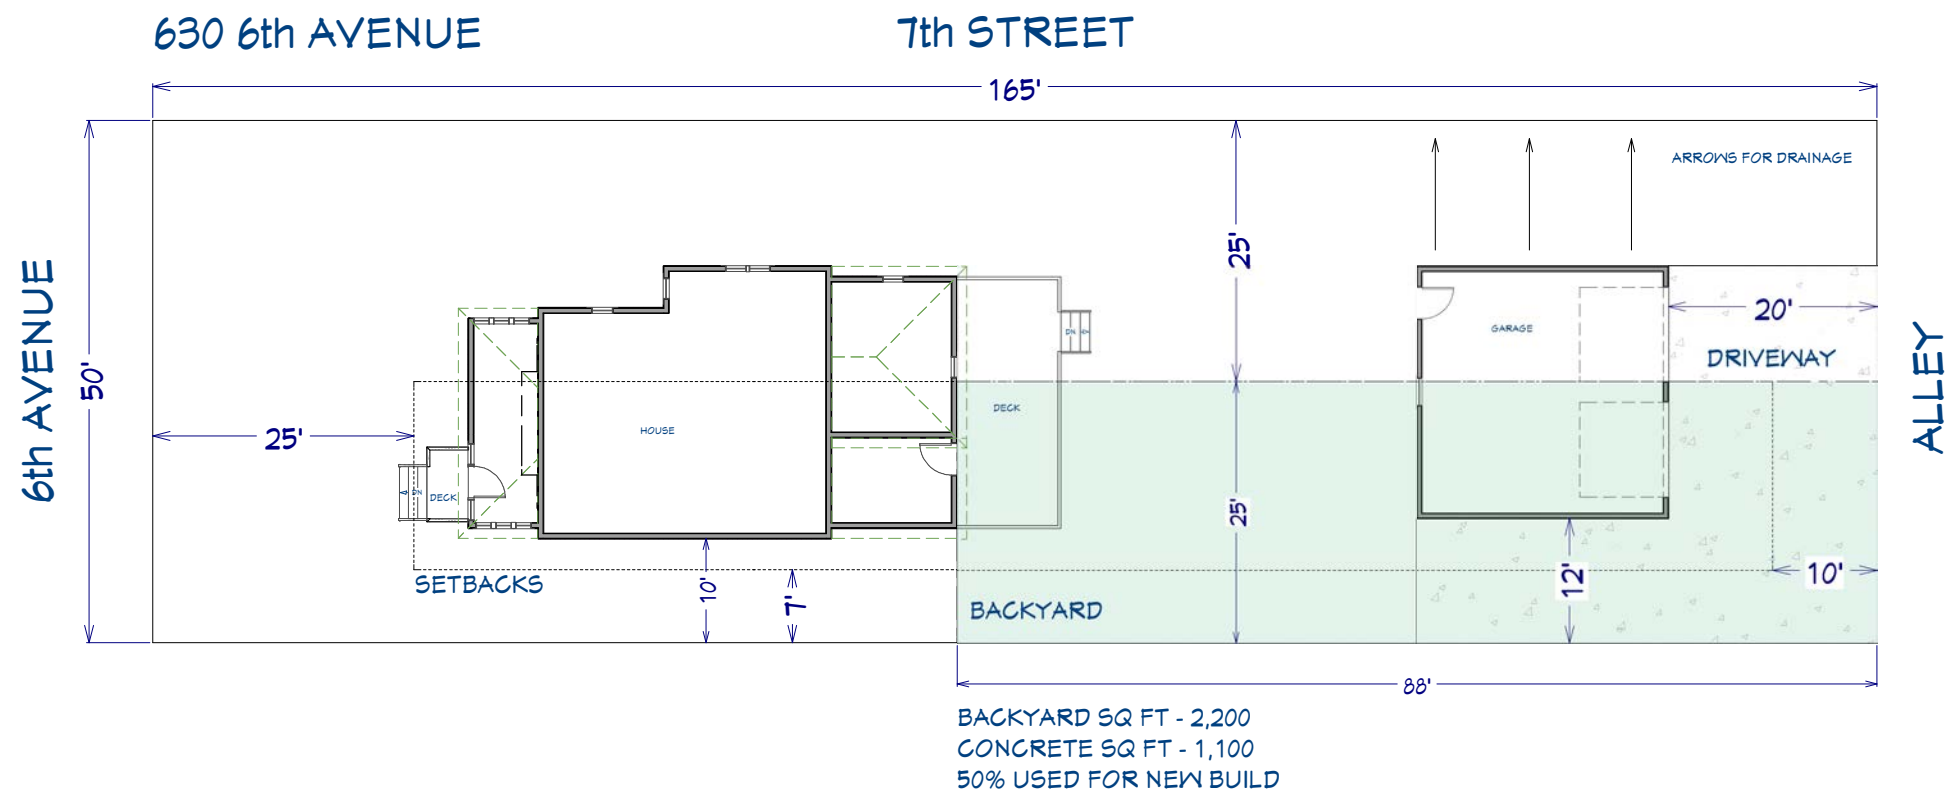 630 6th AVENUE
7th STREET
165'
ARROWS FOR DRAINAGE
25'
20'
GARAGE
DN
DRIVEWAY
6th AVENUE
50'
ALLEY
DECK
HOUSE
25'
DN
DECK
25'
SETBACKS
10'
7'
BACKYARD
12'
10'
88'
BACKYARD SQ FT - 2,200
CONCRETE SQ FT - 1,100
50% USED FOR NEW BUILD